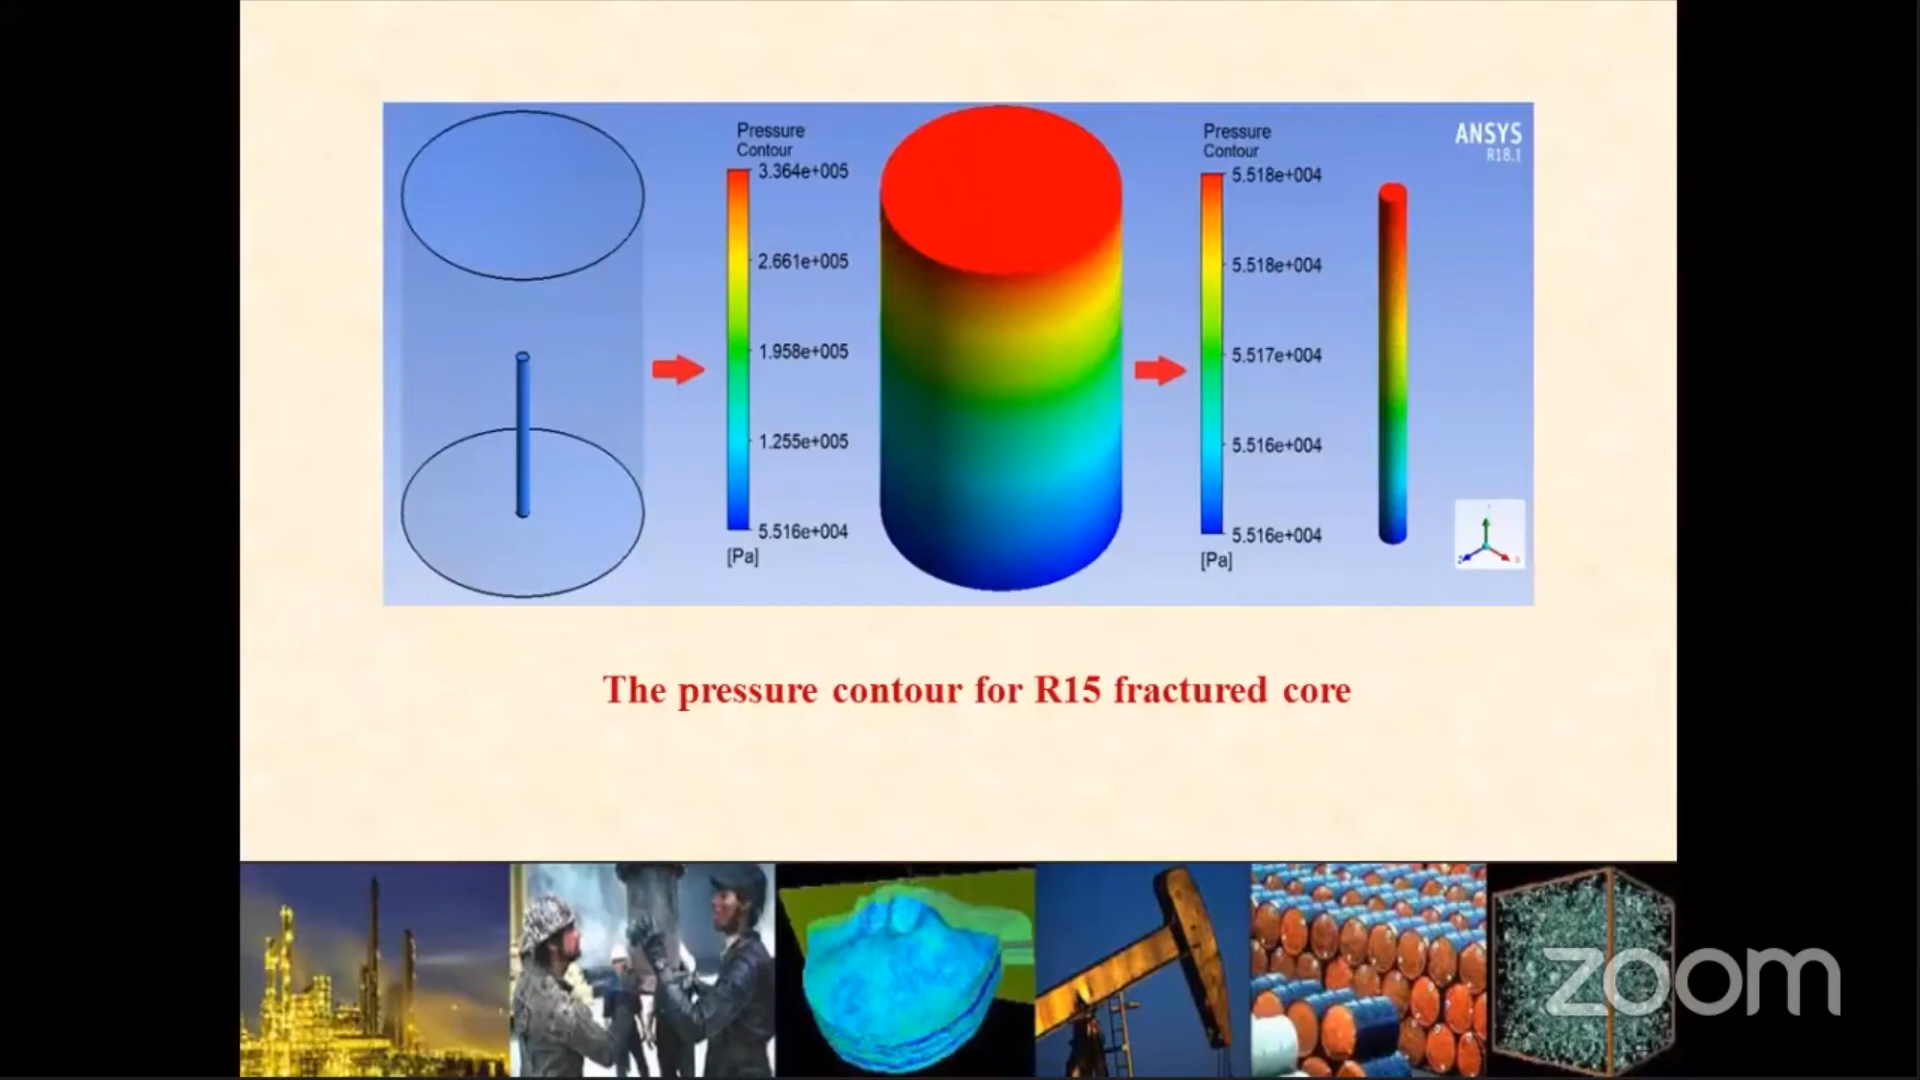 Pressure
Contour
3.364e+005
2.661e+005
1.958e+005
1.255e+005
5.516e+004
[Pa]
Pressure
Contour
5.518e+004
5.518e+004
5.517e+004
5.516e+004
5.516e+004
[Pa]
ANSYS
R18.1
The pressure contour for R15 fractured core
zoom